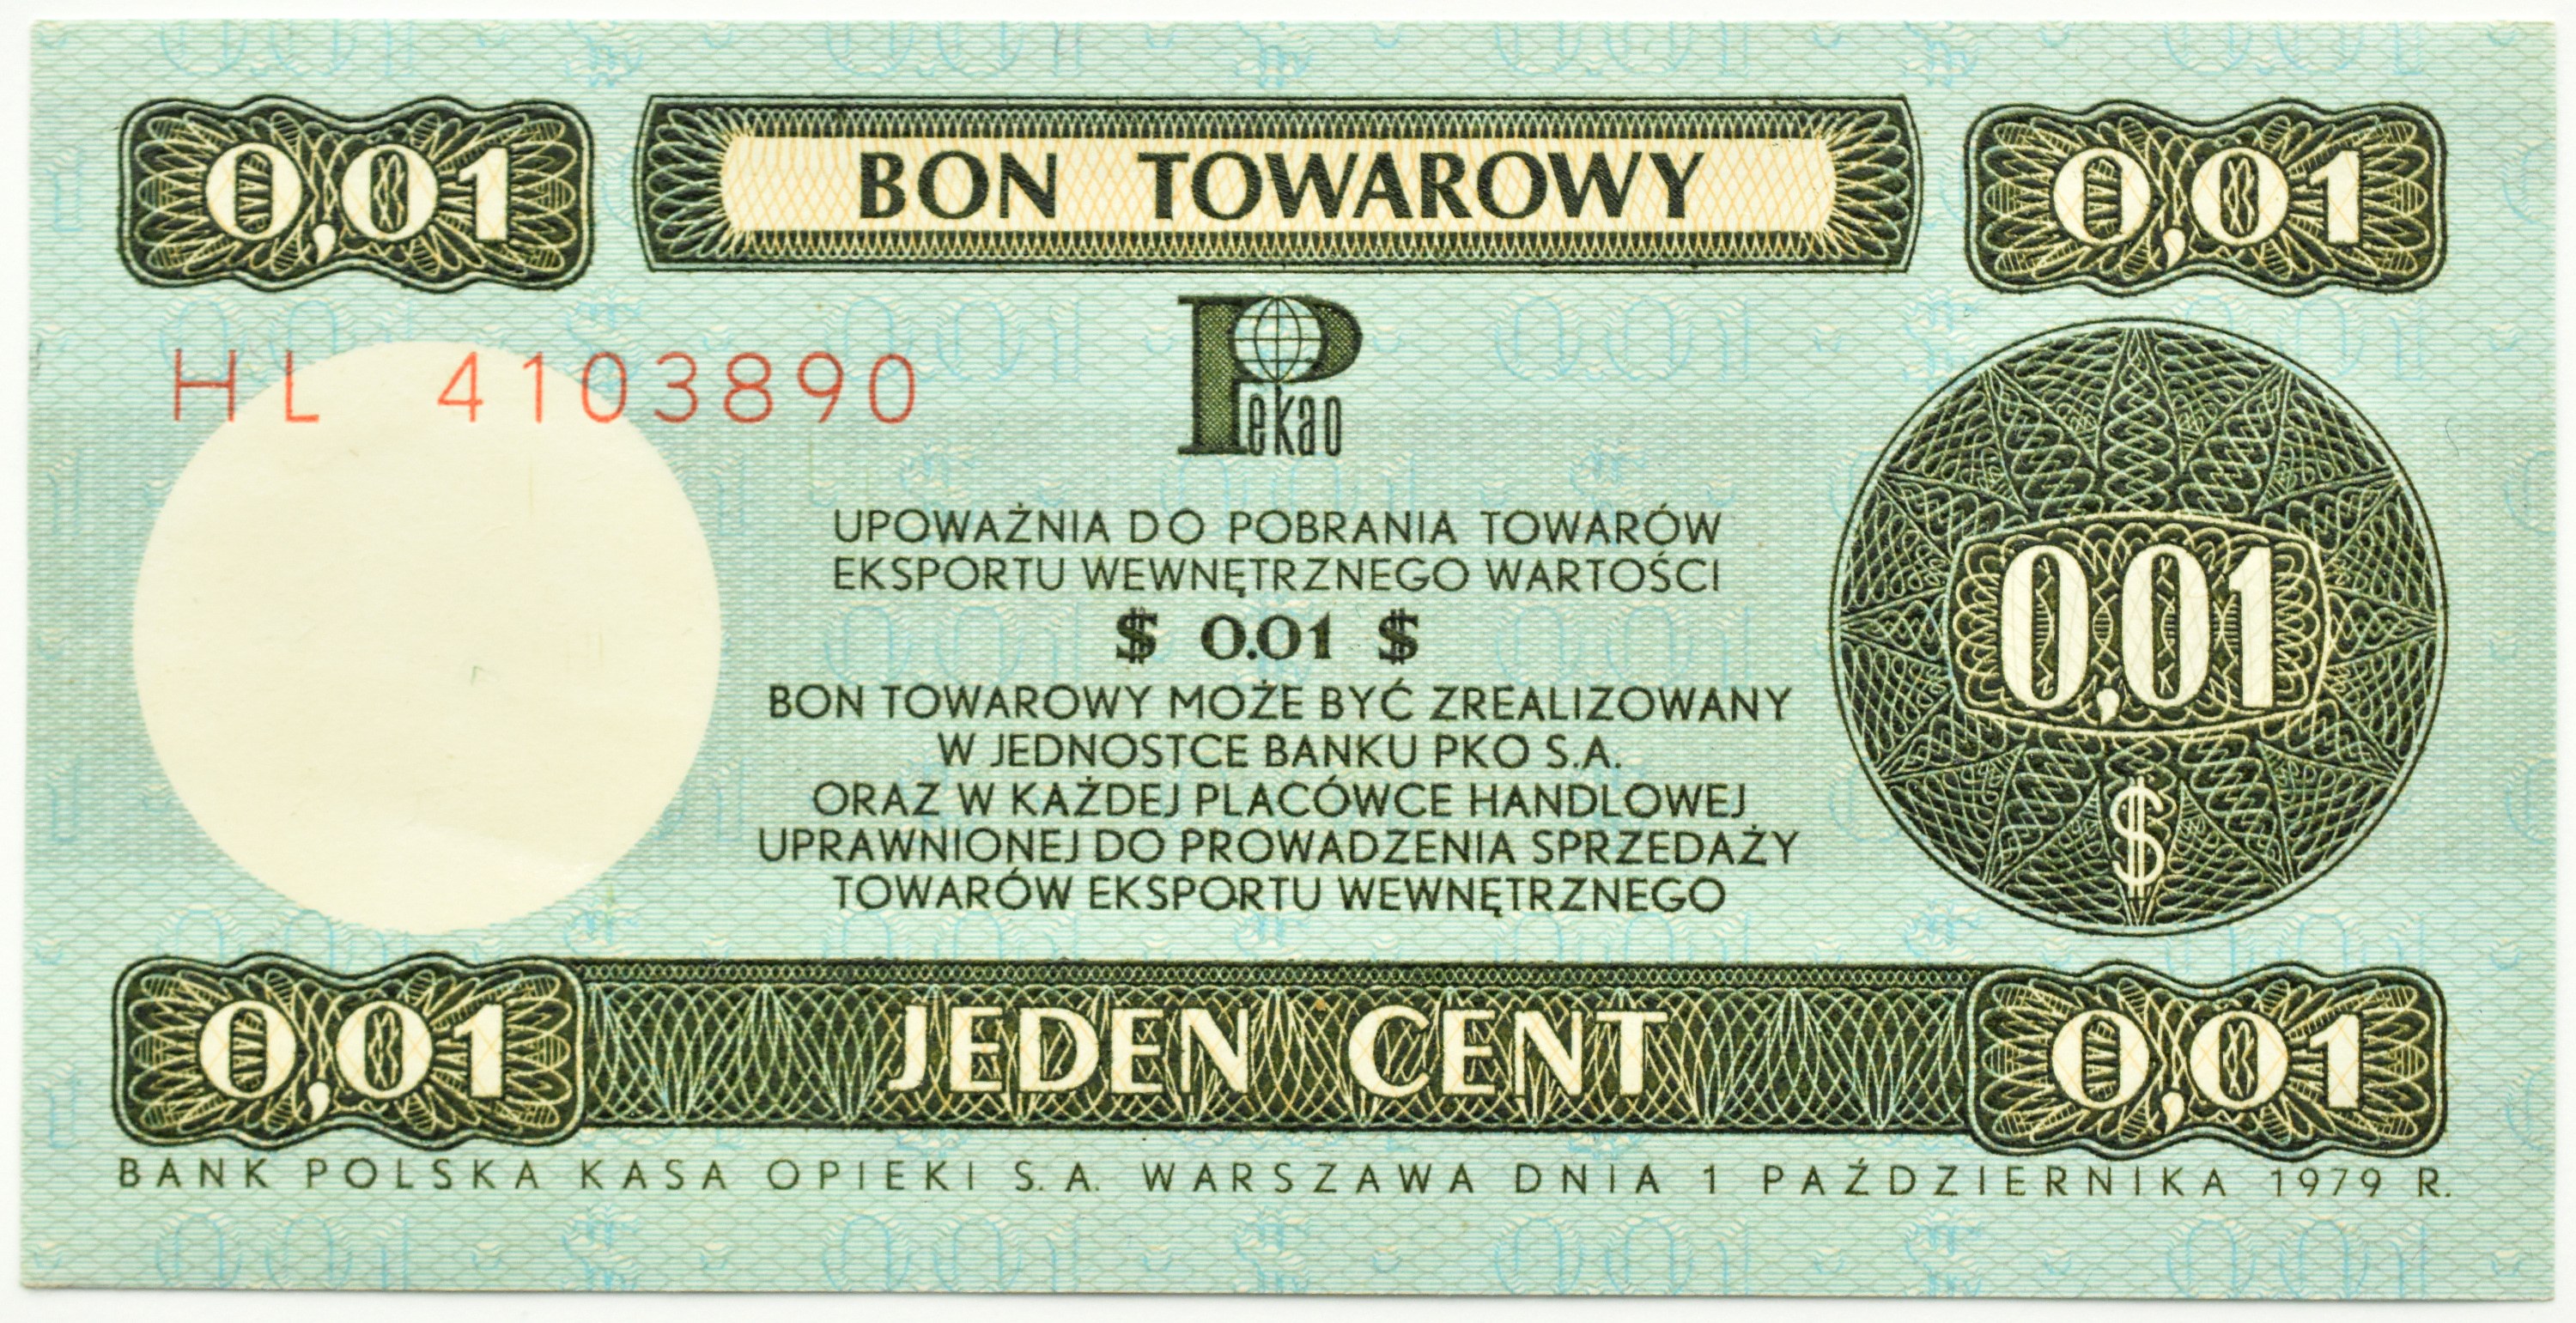 0,01 BON TOWAROWY 0,01
HL 4103890
Pekao
UPOWAŻNIA DO POBRANIA TOWARÓW
EKSPORTU WEWNĘTRZNEGO WARTOŚCI
$ 0.01 $
0,01
$
BON TOWAROWY MOŻE BYĆ ZREALIZOWANY
W JEDNOSTCE BANKU PKO S.A.
ORAZ W KAŻDEJ PLACÓWCE HANDLOWEJ
UPRAWNIONEJ DO PROWADZENIA SPRZEDAŻY
TOWARÓW EKSPORTU WEWNĘTRZNEGO
0,01 JEDEN CENT 0,01
BANK POLSKA KASA OPIEKI S.A. WARSZAWA DNIA 1 PAŹDZIERNIKA 1979 R.